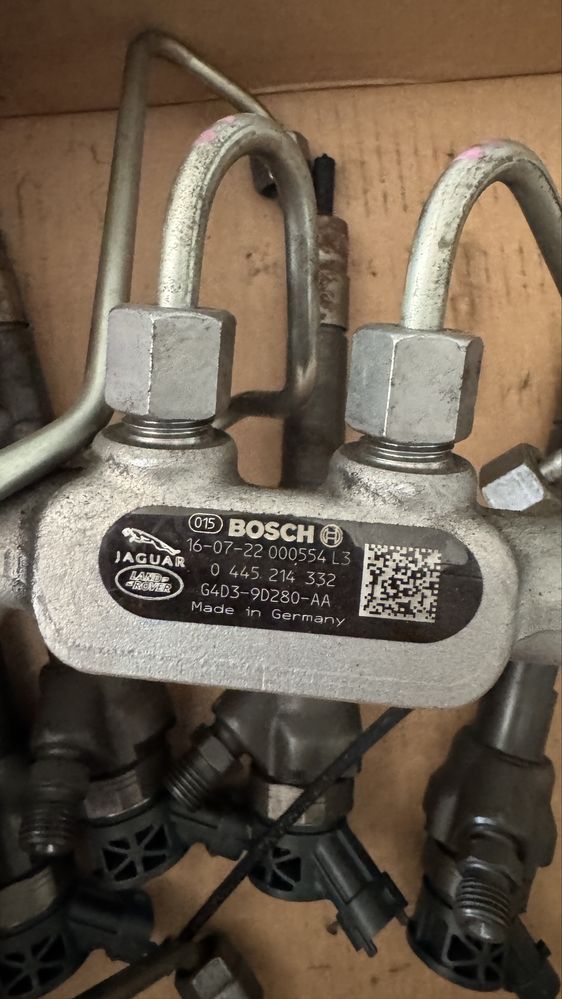 015 BOSCH
JAGUAR
16-07-22 000554 L3
LAND-
ROVER
0 445 214 332
G4D3-9D280-AA
Made in Germany